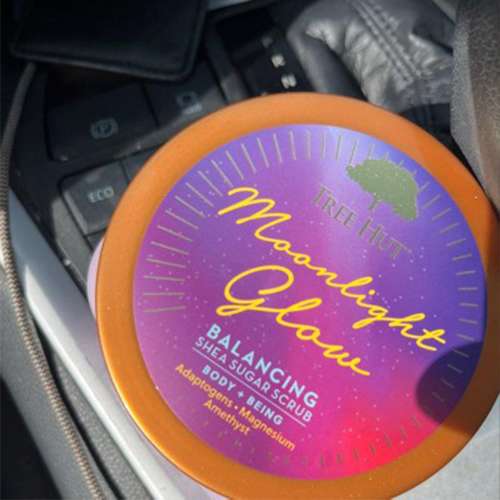 ECO
TREE HUT
Moonlight
Glow
BALANCING
SHEA SUGAR SCRUB
BODY + BEING
Adaptogens • Magnesium
Amethyst